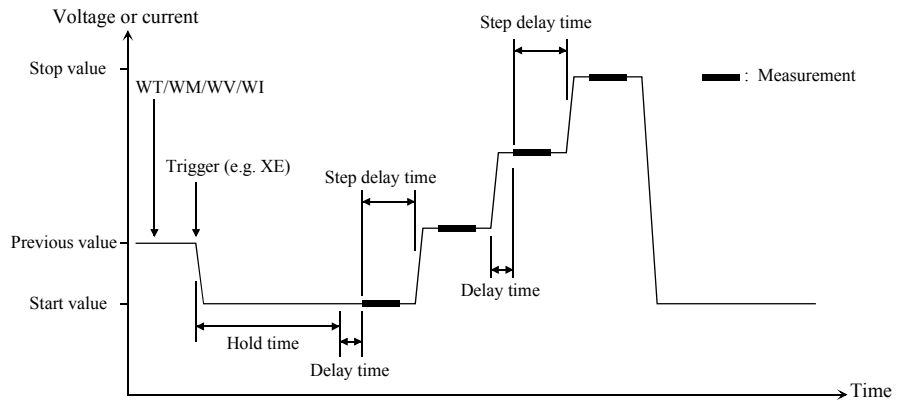 Voltage or current
Step delay time
Stop value
WT/WM/WV/WI
: Measurement
Trigger (e.g. XE)
Step delay time
Previous value
Delay time
Start value
Hold time
Delay time
Time